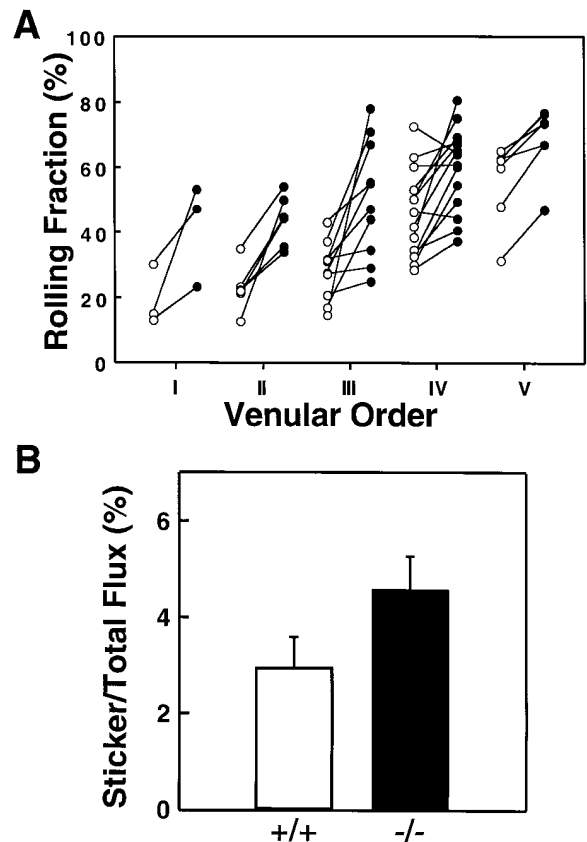 A
Rolling Fraction (%)
100
80
60
40
20
0
I II III IV V
Venular Order
B
Sticker/Total Flux (%)
6
4
2
0
+/+ -/-